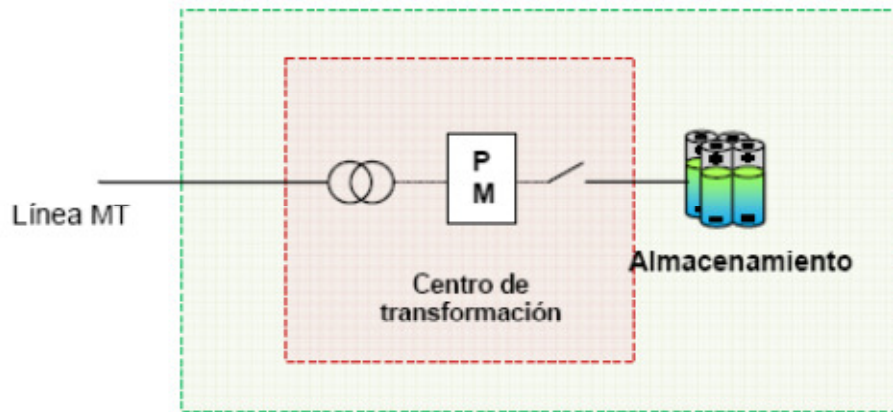 P
M
Línea MT
Almacenamiento
Centro de
transformación